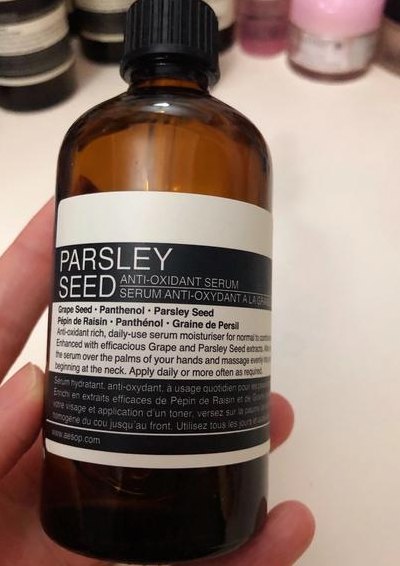 PARSLEY
SEED
ANTI-OXIDANT SERUM
SERUM ANTI-OXYDANT A LA
Grape Seed · Panthenol · Parsley Seed
Pépin de Raisin · Panthénol · Graine de Persil
Anti-oxidant rich, daily-use serum moisturiser for normal to
Enhanced with efficacious Grape and Parsley Seed extracts.
the serum over the palms of your hands and massage evenly
beginning at the neck. Apply daily or more often as required.
Sérum hydratant, anti-oxydant, à usage quotidien pour
Enrichi en extraits efficaces de Pépin de Raisin et de
votre visage et application d'un toner, versez sur la paume
homogène du cou jusqu'au front. Utilisez tous les jours
www.aesop.com